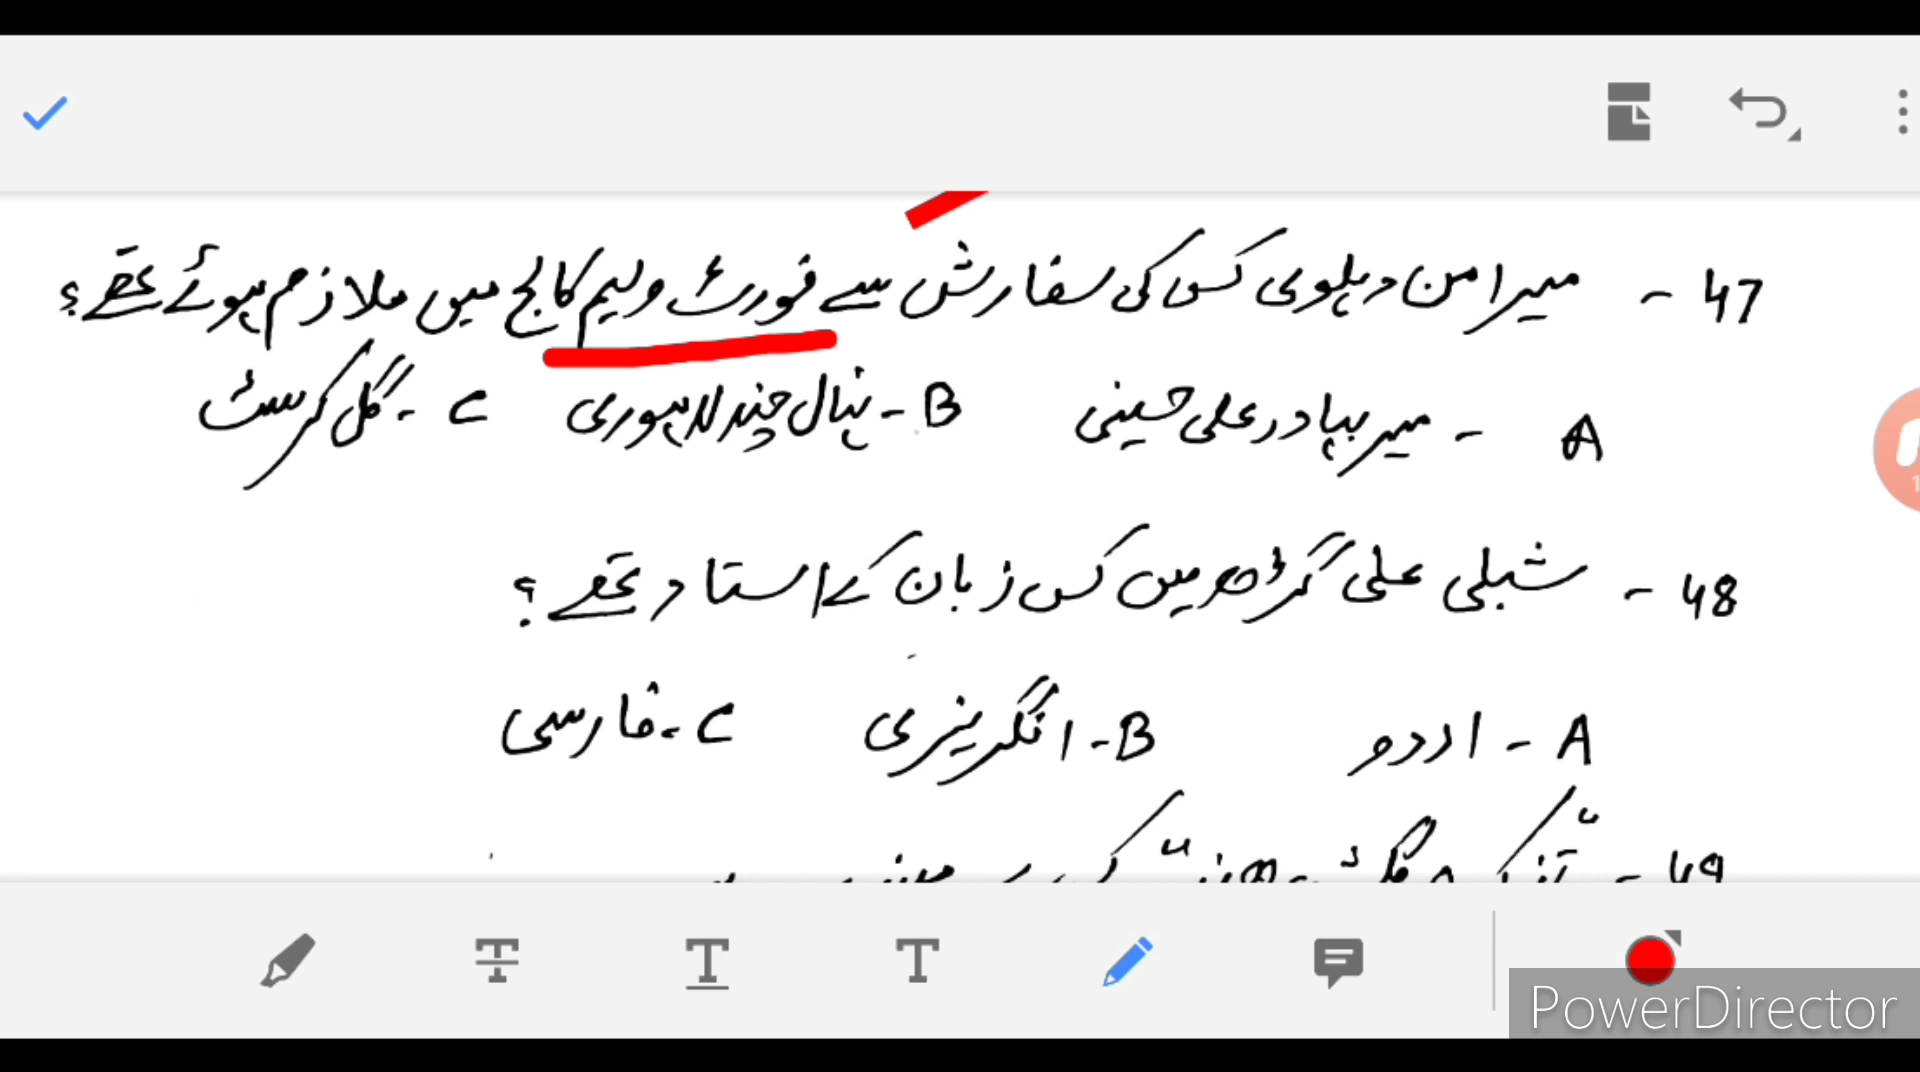 47 - میر امن دہلوی کس کی سفارش سے فورٹ ولیم کالج میں ملازم ہوئے تھے؟
A - میر بہادر علی حسینی B - نہال چند لاہوری C - گل کرسٹ
48 - شبلی علی گڑھ میں کس زبان کے استاد تھے؟
A - اردو B - انگریزی C - فارسی
49 -
T T T
PowerDirector